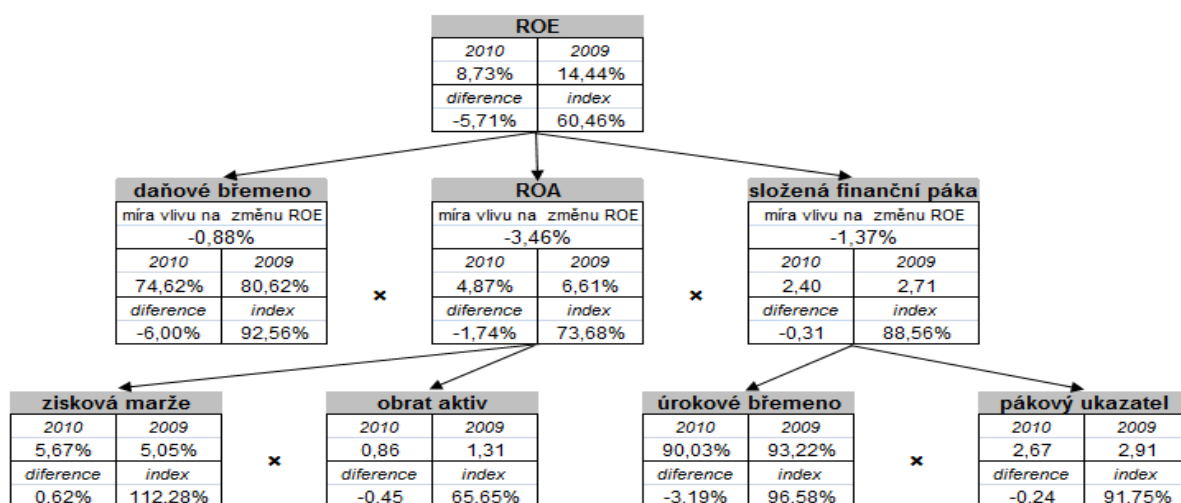 ROE
2010 2009
8,73% 14,44%
diference index
-5,71% 60,46%
daňové břemeno ROA složená finanční páka
míra vlivu na změnu ROE míra vlivu na změnu ROE míra vlivu na změnu ROE
-0,88% -3,46% -1,37%
2010 2009 2010 2009 2010 2009
74,62% 80,62% × 4,87% 6,61% × 2,40 2,71
diference index diference index diference index
-6,00% 92,56% -1,74% 73,68% -0,31 88,56%
zisková marže obrat aktiv úrokové břemeno pákový ukazatel
2010 2009 2010 2009 2010 2009 2010 2009
5,67% 5,05% × 0,86 1,31 90,03% 93,22% × 2,67 2,91
diference index diference index diference index diference index
0,62% 112,28% -0,45 65,65% -3,19% 96,58% -0,24 91,75%